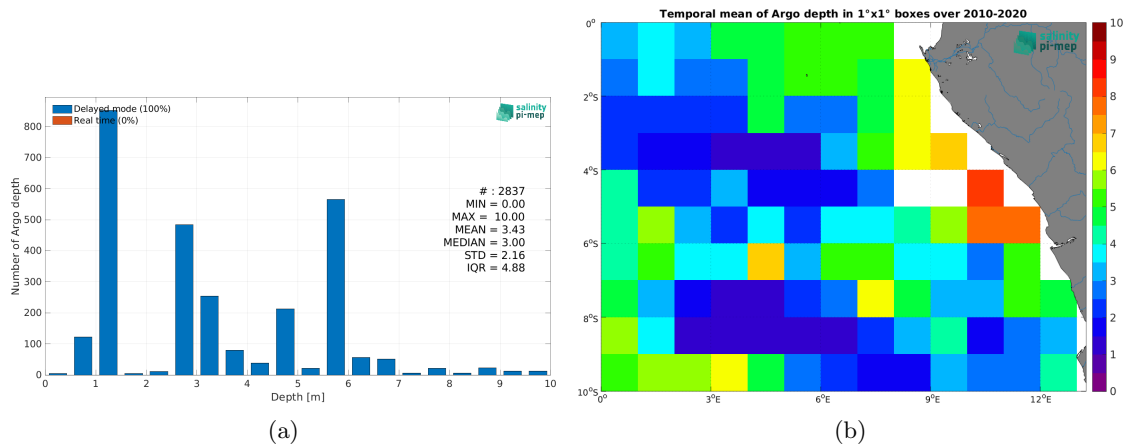 Temporal mean of Argo depth in 1°x1° boxes over 2010-2020
Delayed mode (100%)
Real time (0%)
salinity
pi-mep
Number of Argo depth
800
700
600
500
400
300
200
100
0
# : 2837
MIN = 0.00
MAX = 10.00
MEAN = 3.43
MEDIAN = 3.00
STD = 2.16
IQR = 4.88
0 1 2 3 4 5 6 7 8 9 10
Depth [m]
(a)
salinity
pi-mep
0°
2°S
4°S
6°S
8°S
10°S
0° 3°E 6°E 9°E 12°E
10
9
8
7
6
5
4
3
2
1
0
(b)